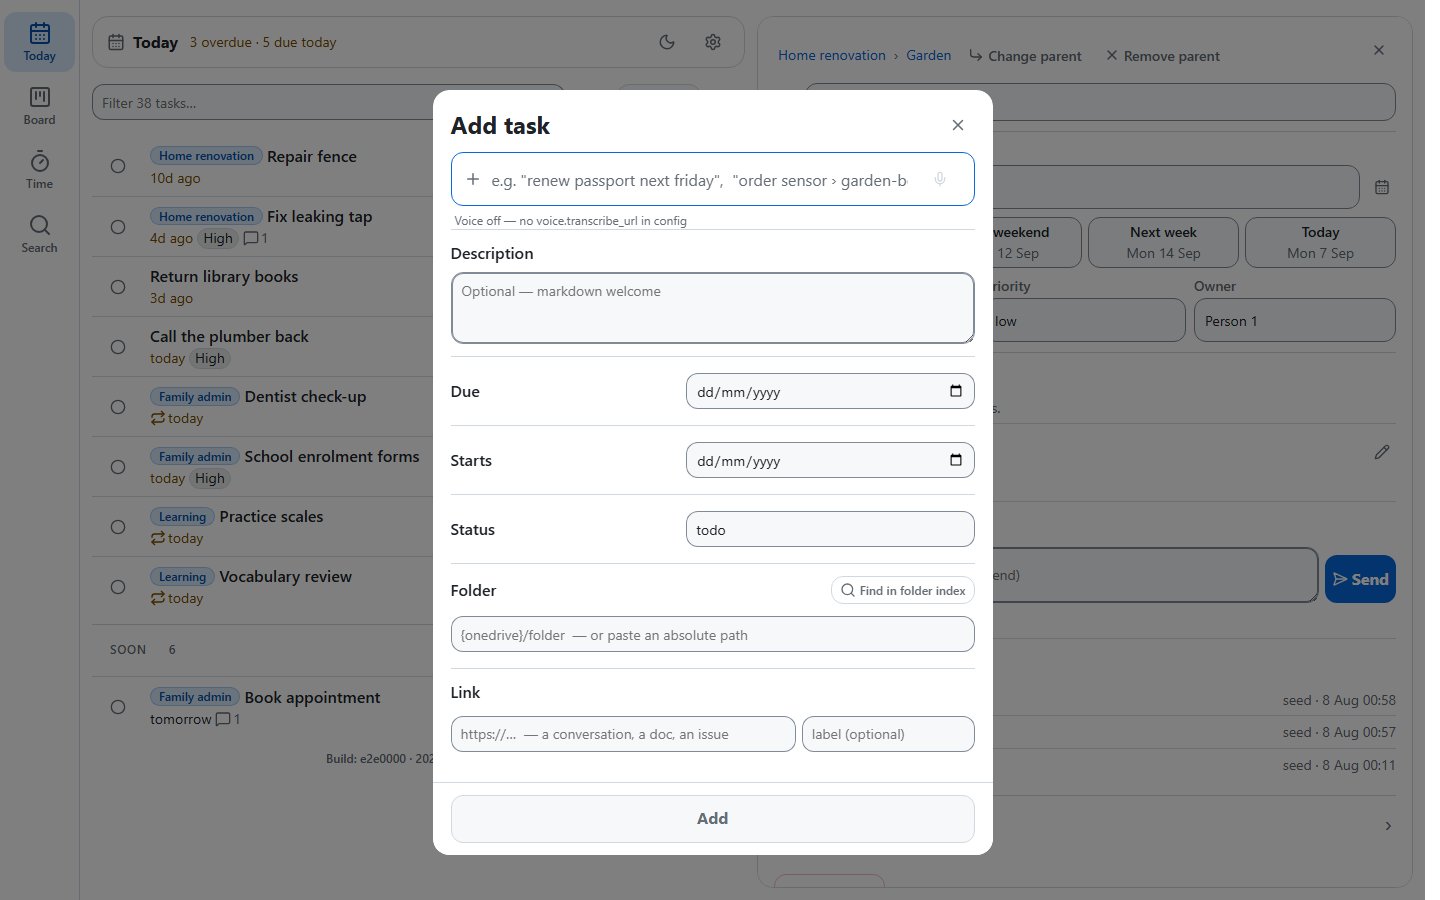 Today
Board
Time
Search
Today 3 overdue · 5 due today
Filter 38 tasks...
Home renovation Repair fence
10d ago
Home renovation Fix leaking tap
4d ago High 1
Return library books
3d ago
Call the plumber back
today High
Family admin Dentist check-up
today
Family admin School enrolment forms
today High
Learning Practice scales
today
Learning Vocabulary review
today
SOON 6
Family admin Book appointment
tomorrow 1
Build: e2e0000 · 202
Add task
e.g. "renew passport next friday", "order sensor › garden-b
Voice off — no voice.transcribe_url in config
Description
Optional — markdown welcome
Due dd/mm/yyyy
Starts dd/mm/yyyy
Status todo
Folder Find in folder index
{onedrive}/folder — or paste an absolute path
Link
https://... — a conversation, a doc, an issue label (optional)
Add
Home renovation › Garden Change parent Remove parent
weekend Next week Today
12 Sep Mon 14 Sep Mon 7 Sep
riority Owner
low Person 1
s.
end) Send
seed · 8 Aug 00:58
seed · 8 Aug 00:57
seed · 8 Aug 00:11